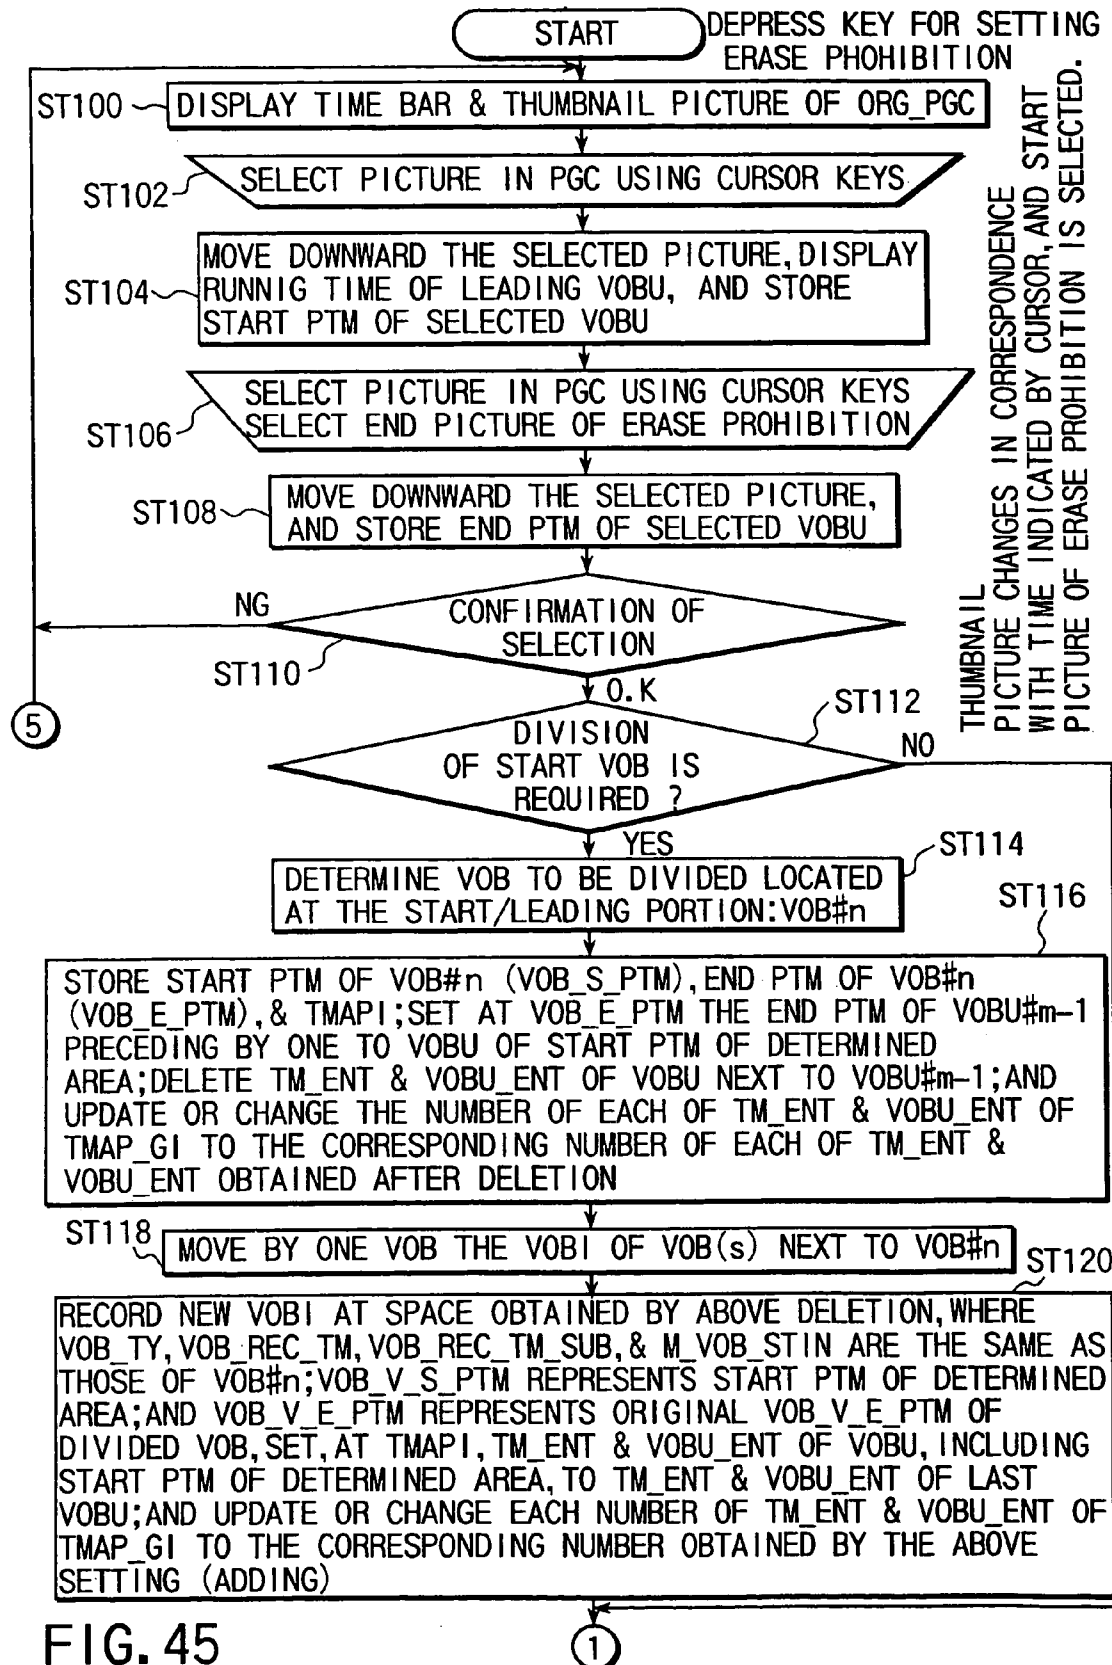 START
DEPRESS KEY FOR SETTING
ERASE PHOHIBITION
ST100
DISPLAY TIME BAR & THUMBNAIL PICTURE OF ORG_PGC
ST102
SELECT PICTURE IN PGC USING CURSOR KEYS
ST104
MOVE DOWNWARD THE SELECTED PICTURE, DISPLAY
RUNNIG TIME OF LEADING VOBU, AND STORE
START PTM OF SELECTED VOBU
ST106
SELECT PICTURE IN PGC USING CURSOR KEYS
SELECT END PICTURE OF ERASE PROHIBITION
THUMBNAIL
PICTURE CHANGES IN CORRESPONDENCE
WITH TIME INDICATED BY CURSOR, AND START
PICTURE OF ERASE PROHIBITION IS SELECTED.
ST108
MOVE DOWNWARD THE SELECTED PICTURE,
AND STORE END PTM OF SELECTED VOBU
NG
CONFIRMATION OF
SELECTION
ST110
O.K
5
ST112
DIVISION
OF START VOB IS
REQUIRED ?
NO
YES
ST114
DETERMINE VOB TO BE DIVIDED LOCATED
AT THE START/LEADING PORTION:VOB#n
ST116
STORE START PTM OF VOB#n (VOB_S_PTM), END PTM OF VOB#n
(VOB_E_PTM), & TMAPI;SET AT VOB_E_PTM THE END PTM OF VOBU#m-1
PRECEDING BY ONE TO VOBU OF START PTM OF DETERMINED
AREA;DELETE TM_ENT & VOBU_ENT OF VOBU NEXT TO VOBU#m-1;AND
UPDATE OR CHANGE THE NUMBER OF EACH OF TM_ENT & VOBU_ENT OF
TMAP_GI TO THE CORRESPONDING NUMBER OF EACH OF TM_ENT &
VOBU_ENT OBTAINED AFTER DELETION
ST118
MOVE BY ONE VOB THE VOBI OF VOB(s) NEXT TO VOB#n
ST120
RECORD NEW VOBI AT SPACE OBTAINED BY ABOVE DELETION, WHERE
VOB_TY, VOB_REC_TM, VOB_REC_TM_SUB, & M_VOB_STIN ARE THE SAME AS
THOSE OF VOB#n;VOB_V_S_PTM REPRESENTS START PTM OF DETERMINED
AREA;AND VOB_V_E_PTM REPRESENTS ORIGINAL VOB_V_E_PTM OF
DIVIDED VOB, SET, AT TMAPI, TM_ENT & VOBU_ENT OF VOBU, INCLUDING
START PTM OF DETERMINED AREA, TO TM_ENT & VOBU_ENT OF LAST
VOBU;AND UPDATE OR CHANGE EACH NUMBER OF TM_ENT & VOBU_ENT OF
TMAP_GI TO THE CORRESPONDING NUMBER OBTAINED BY THE ABOVE
SETTING (ADDING)
FIG. 45
1